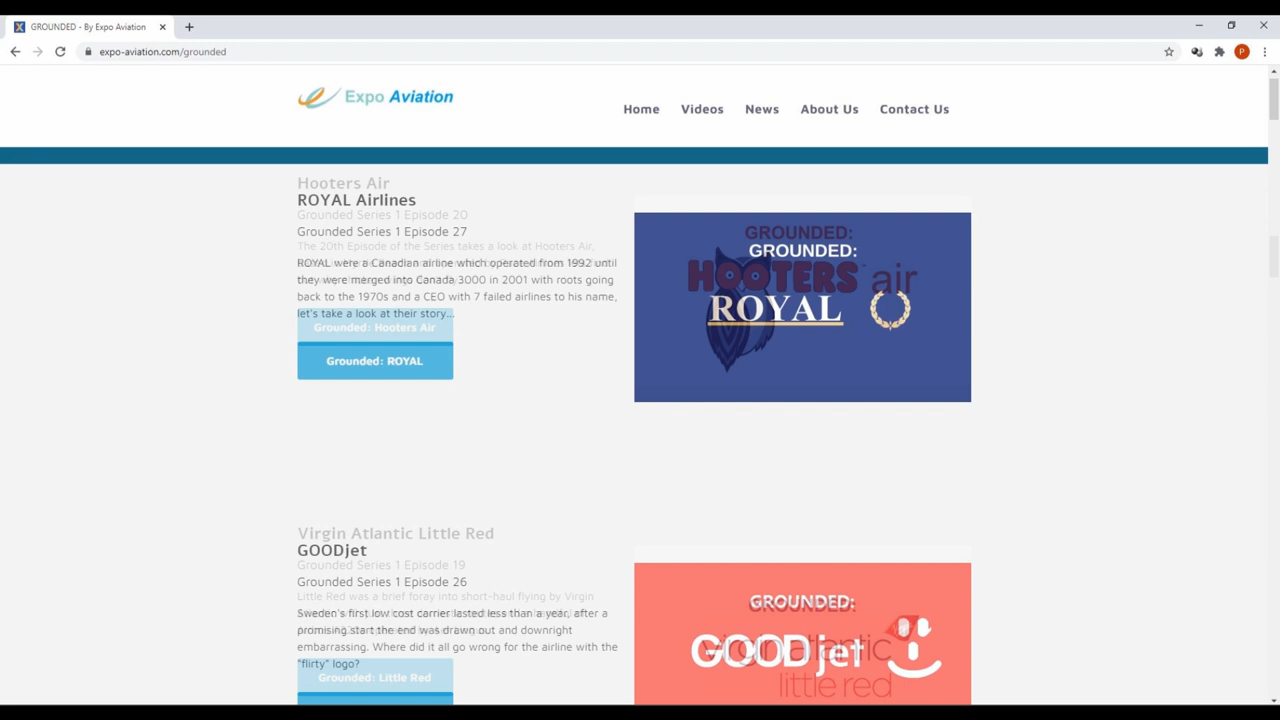 GROUNDED - By Expo Aviation
expo-aviation.com/grounded
P
Expo Aviation
Home Videos News About Us Contact Us
Hooters Air
ROYAL Airlines
Grounded Series 1 Episode 20
Grounded Series 1 Episode 27
The 20th Episode of the Series takes a look at Hooters Air,
ROYAL were a Canadian airline which operated from 1992 until
they were merged into Canada 3000 in 2001 with roots going
back to the 1970s and a CEO with 7 failed airlines to his name,
let's take a look at their story...
Grounded: Hooters Air
Grounded: ROYAL
GROUNDED:
GROUNDED:
HOOTERS air
ROYAL
Virgin Atlantic Little Red
GOODjet
Grounded Series 1 Episode 19
Grounded Series 1 Episode 26
Little Red was a brief foray into short-haul flying by Virgin
Sweden's first low cost carrier lasted less than a year, after a
promising start the end was drawn out and downright
embarrassing. Where did it all go wrong for the airline with the
"flirty" logo?
Grounded: Little Red
GROUNDED:
GROUNDED:
GOODjet
virgin atlantic
little red